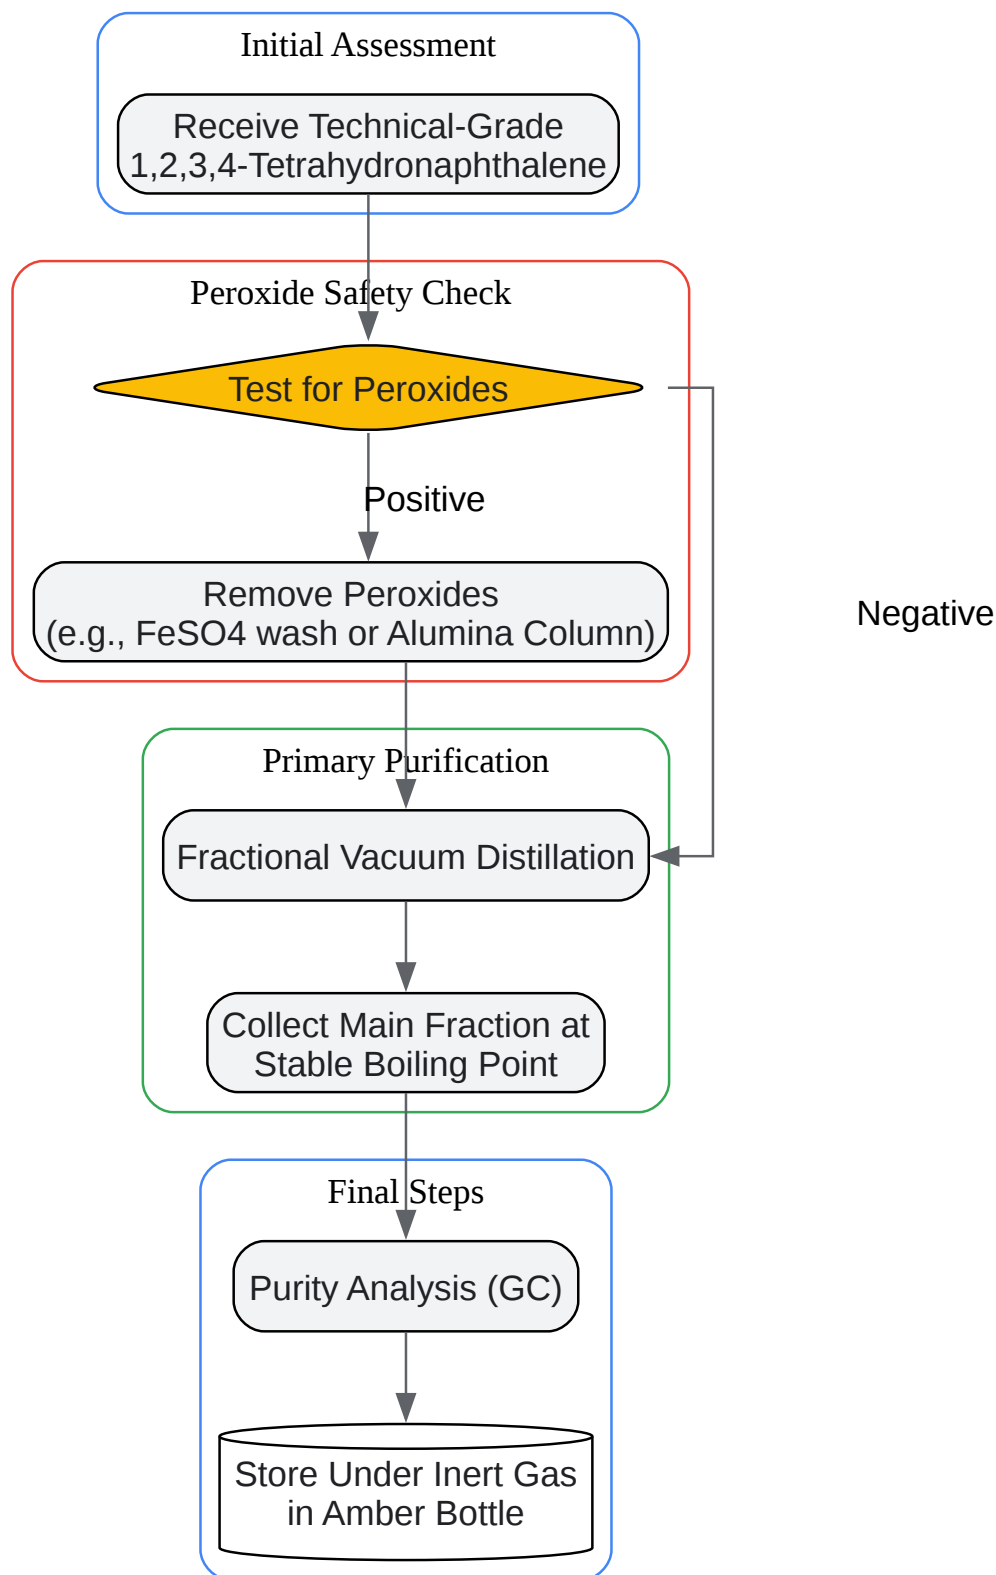 Initial Assessment
Receive Technical-Grade
1,2,3,4-Tetrahydronaphthalene
Peroxide Safety Check
Test for Peroxides
Positive
Remove Peroxides
(e.g., FeSO4 wash or Alumina Column)
Negative
Primary Purification
Fractional Vacuum Distillation
Collect Main Fraction at
Stable Boiling Point
Final Steps
Purity Analysis (GC)
Store Under Inert Gas
in Amber Bottle